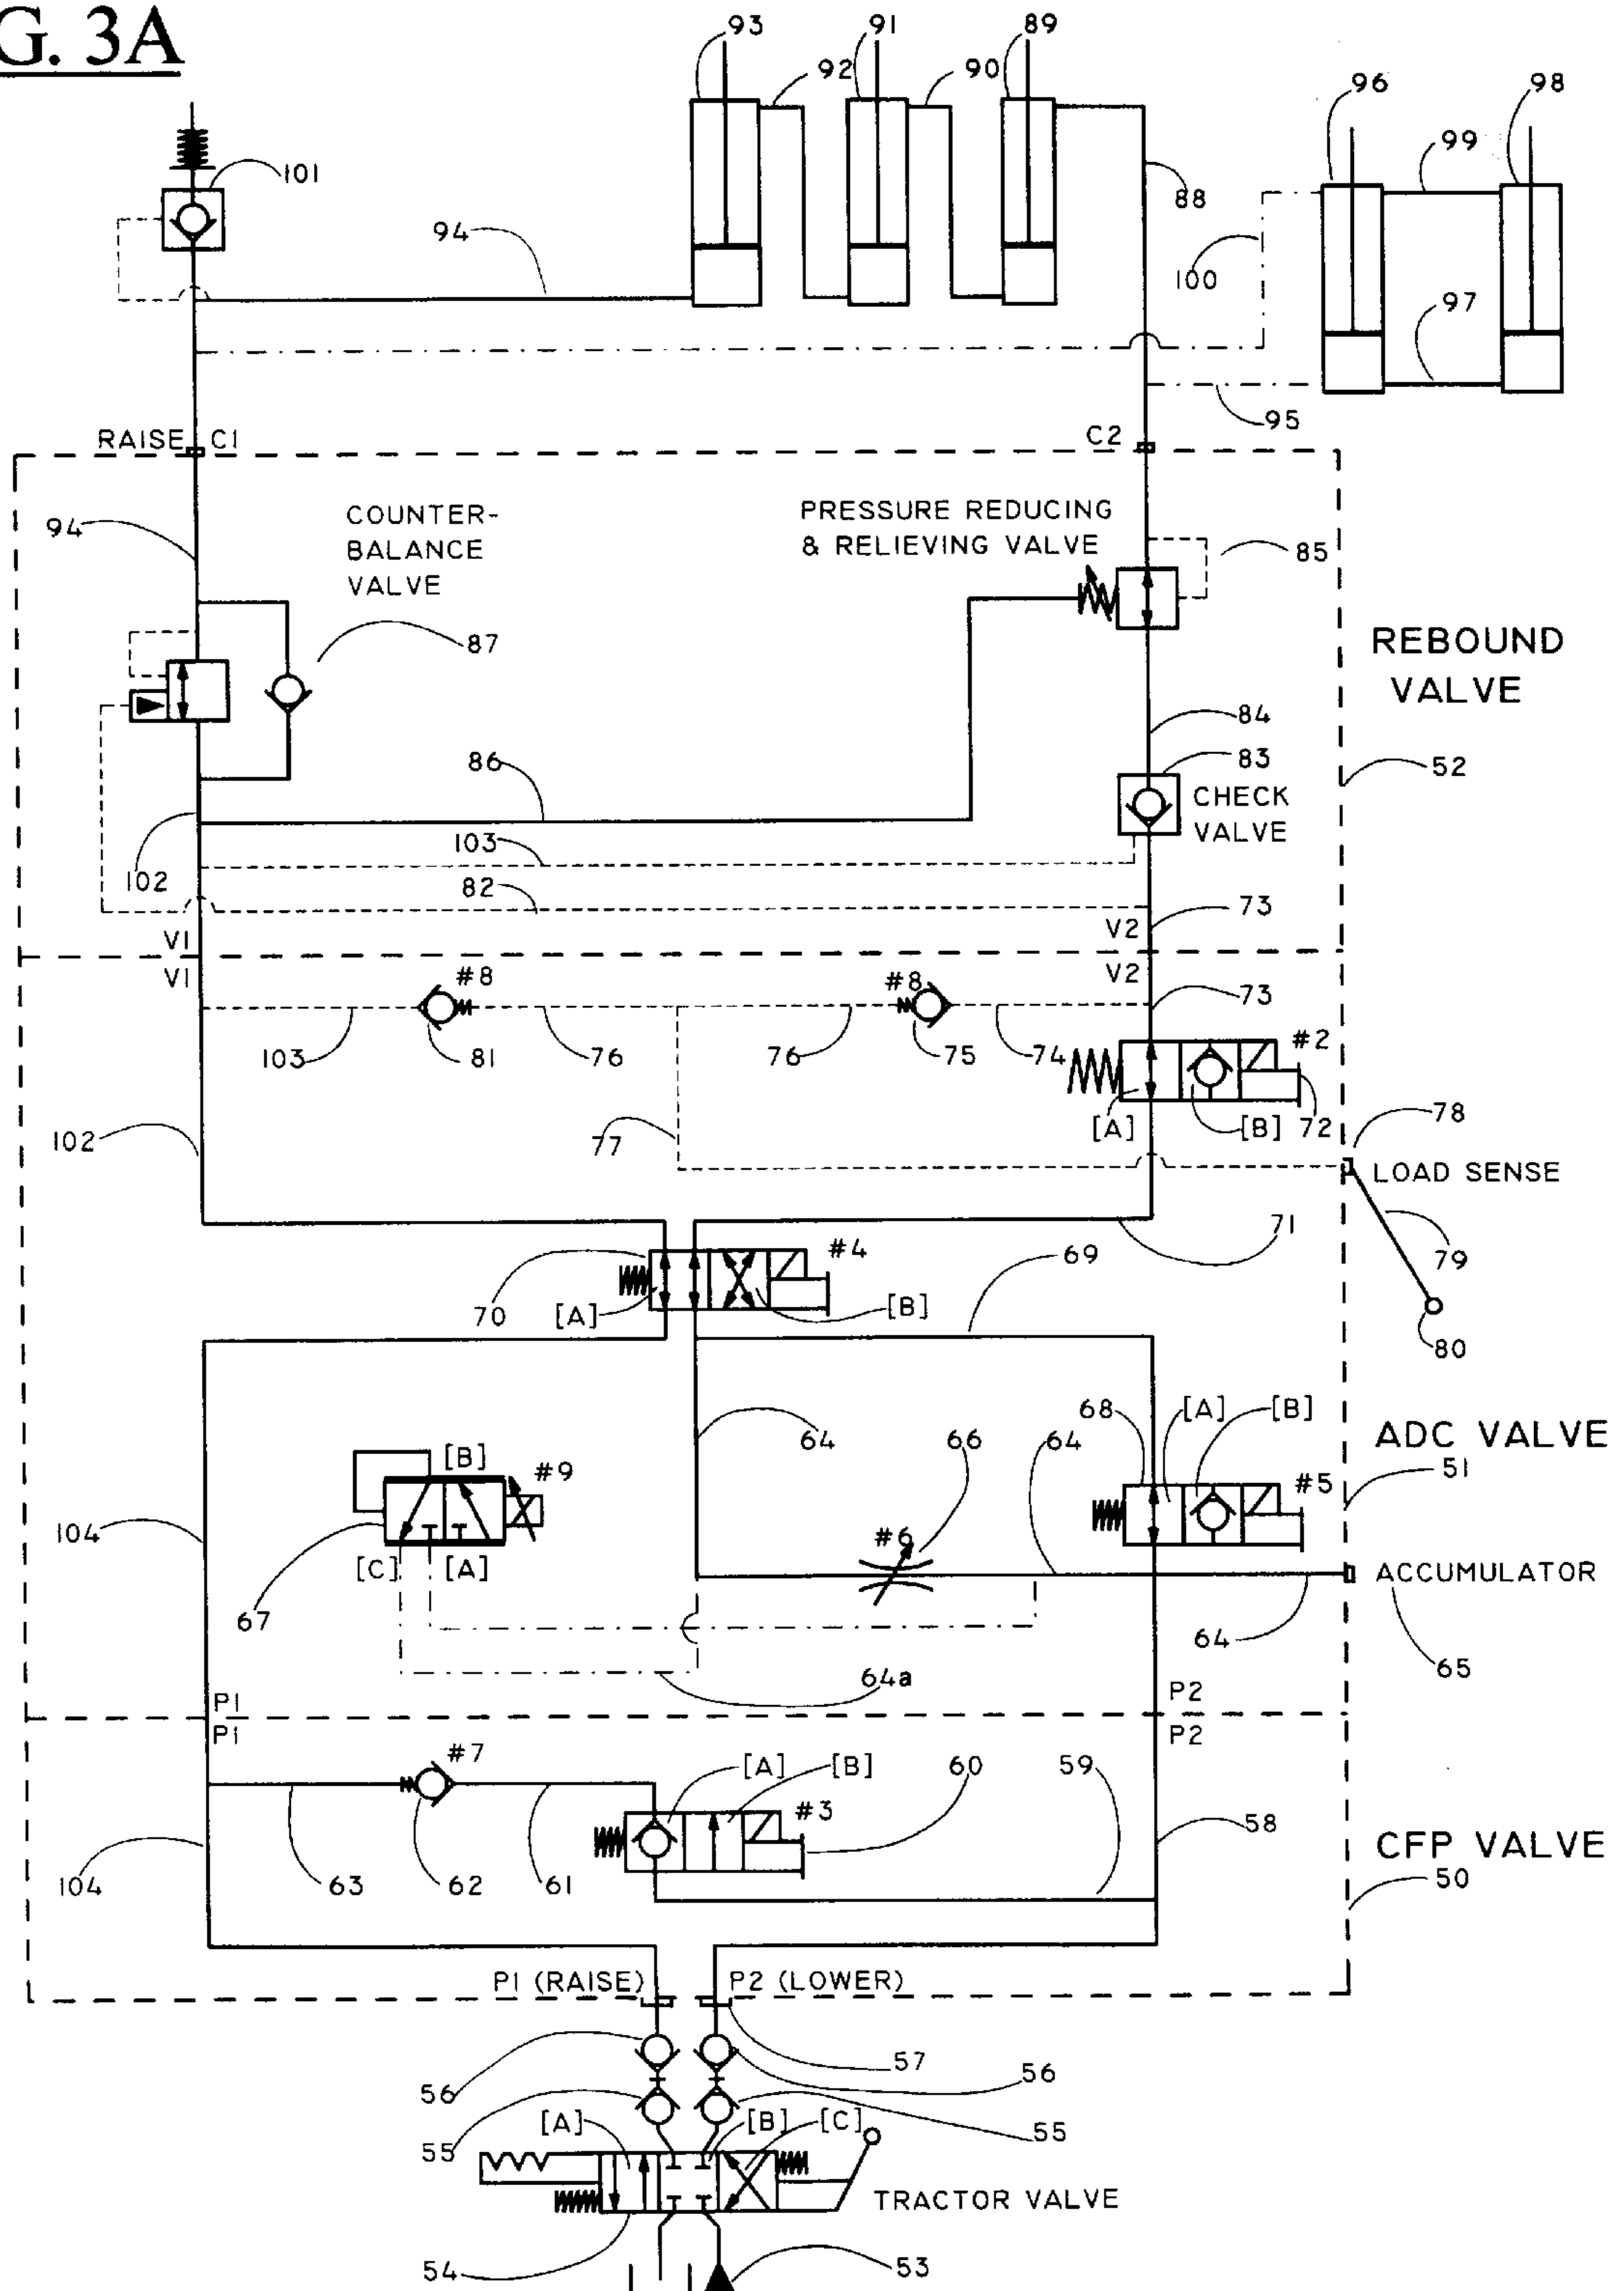 G. 3A
93
91
89
92
90
96
98
99
101
88
94
100
97
95
RAISE C1
C2
COUNTER-
BALANCE
VALVE
PRESSURE REDUCING
& RELIEVING VALVE
94
85
REBOUND
VALVE
87
84
83
86
52
CHECK
VALVE
103
102
82
73
V1
V2
V1
V2
#8
#8
73
103
81
76
76
75
74
#2
[A]
[B]
72
78
102
77
LOAD SENSE
71
79
#4
69
70
[A]
[B]
80
68
[A]
[B]
64
66
64
ADC VALVE
51
[B]
#9
#5
104
#6
[C]
[A]
ACCUMULATOR
67
64
65
64a
P1
P2
P1
P2
#7
[A]
[B]
60
59
#3
58
CFP VALVE
104
63
62
61
50
P1 (RAISE)
P2 (LOWER)
57
56
56
[A]
[B]
[C]
55
55
TRACTOR VALVE
54
53